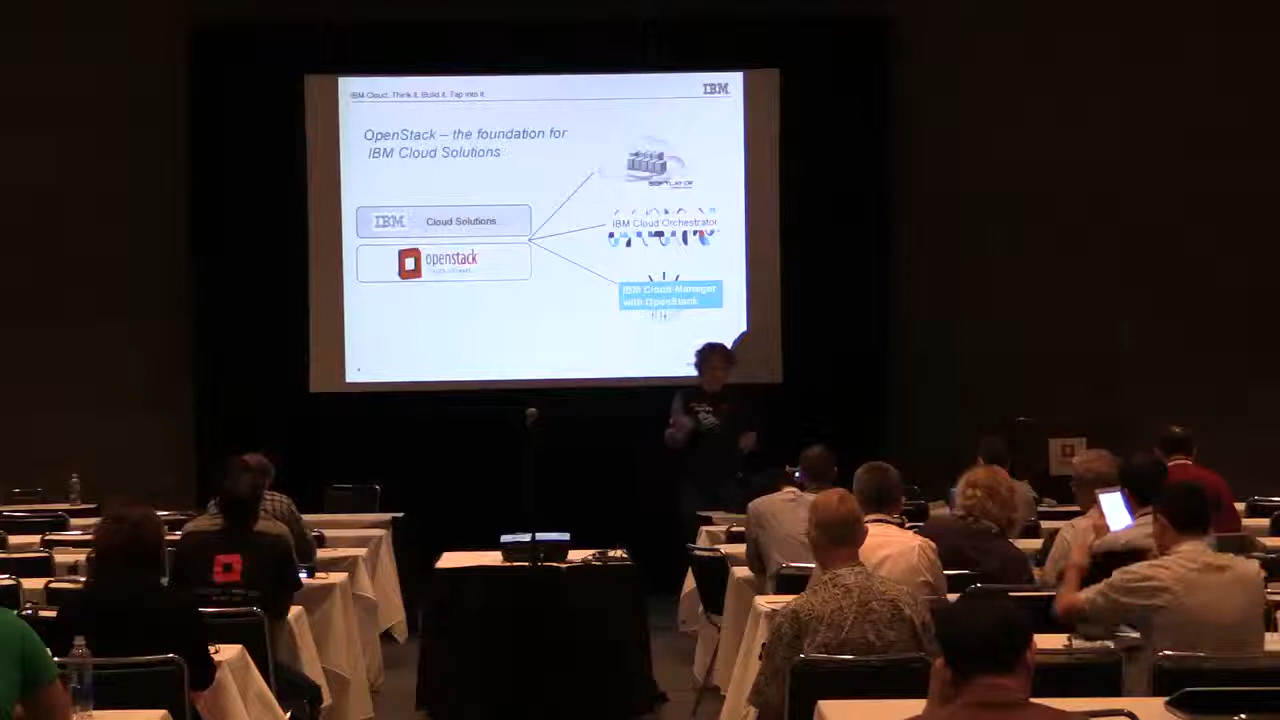 IBM Cloud. Think it. Build it. Tap into it.
IBM
OpenStack – the foundation for
IBM Cloud Solutions
SOFTLAYER
IBM Cloud Solutions
IBM Cloud Orchestrator
openstack
IBM Cloud Manager
with OpenStack